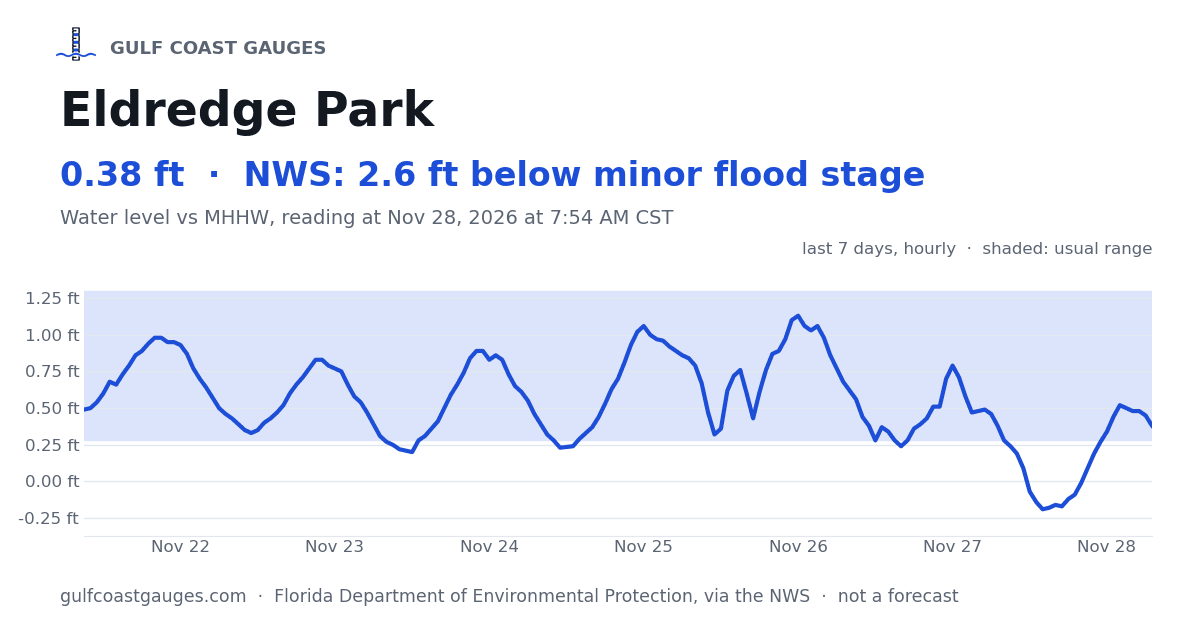 GULF COAST GAUGES
Eldredge Park
0.38 ft · NWS: 2.6 ft below minor flood stage
Water level vs MHHW, reading at Nov 28, 2026 at 7:54 AM CST
last 7 days, hourly · shaded: usual range
1.25 ft
1.00 ft
0.75 ft
0.50 ft
0.25 ft
0.00 ft
-0.25 ft
Nov 22 Nov 23 Nov 24 Nov 25 Nov 26 Nov 27 Nov 28
gulfcoastgauges.com · Florida Department of Environmental Protection, via the NWS · not a forecast